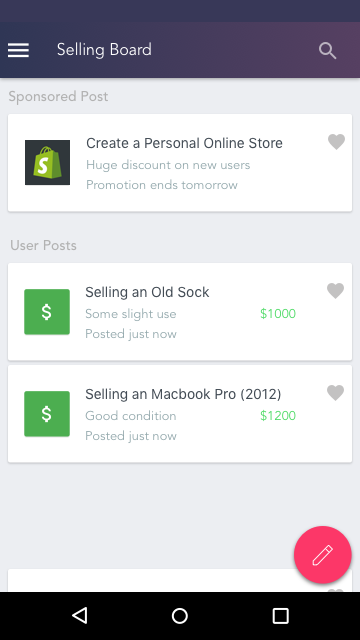 Selling Board
Sponsored Post
Create a Personal Online Store
Huge discount on new users
Promotion ends tomorrow
User Posts
Selling an Old Sock
Some slight use $1000
Posted just now
Selling an Macbook Pro (2012)
Good condition $1200
Posted just now